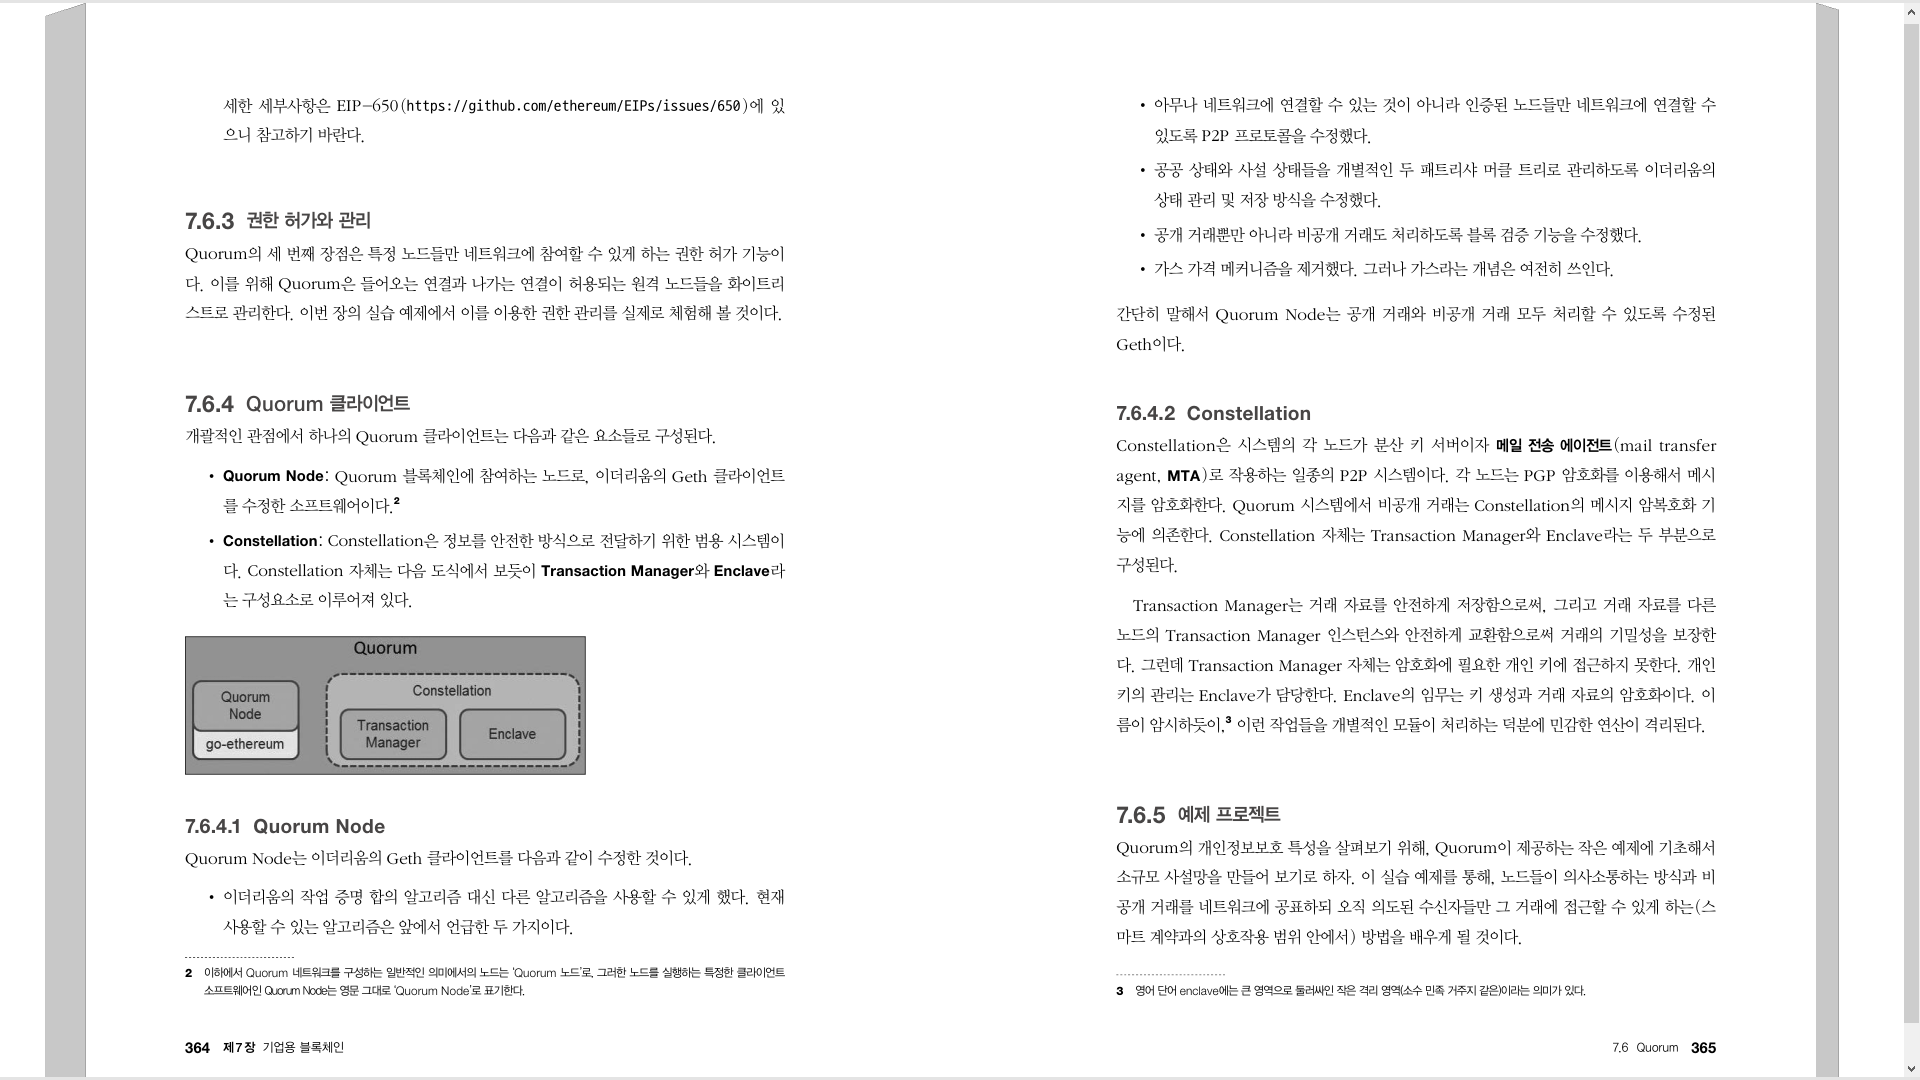 세한 세부사항은 EIP-650(https://github.com/ethereum/EIPs/issues/650)에 있
으니 참고하기 바란다.
7.6.3 권한 허가와 관리
Quorum의 세 번째 장점은 특정 노드들만 네트워크에 참여할 수 있게 하는 권한 허가 기능이
다. 이를 위해 Quorum은 들어오는 연결과 나가는 연결이 허용되는 원격 노드들을 화이트리
스트로 관리한다. 이번 장의 실습 예제에서 이를 이용한 권한 관리를 실제로 체험해 볼 것이다.
7.6.4 Quorum 클라이언트
개괄적인 관점에서 하나의 Quorum 클라이언트는 다음과 같은 요소들로 구성된다.
• Quorum Node: Quorum 블록체인에 참여하는 노드로, 이더리움의 Geth 클라이언트
를 수정한 소프트웨어이다.2
• Constellation: Constellation은 정보를 안전한 방식으로 전달하기 위한 범용 시스템이
다. Constellation 자체는 다음 도식에서 보듯이 Transaction Manager와 Enclave라
는 구성요소로 이루어져 있다.
Quorum
Quorum
Node
go-ethereum
Constellation
Transaction
Manager
Enclave
7.6.4.1 Quorum Node
Quorum Node는 이더리움의 Geth 클라이언트를 다음과 같이 수정한 것이다.
• 이더리움의 작업 증명 합의 알고리즘 대신 다른 알고리즘을 사용할 수 있게 했다. 현재
사용할 수 있는 알고리즘은 앞에서 언급한 두 가지이다.
2 이하에서 Quorum 네트워크를 구성하는 일반적인 의미에서의 노드는 'Quorum 노드'로, 그러한 노드를 실행하는 특정한 클라이언트
소프트웨어인 Quorum Node는 영문 그대로 'Quorum Node'로 표기한다.
364 제7장 기업용 블록체인
• 아무나 네트워크에 연결할 수 있는 것이 아니라 인증된 노드들만 네트워크에 연결할 수
있도록 P2P 프로토콜을 수정했다.
• 공공 상태와 사설 상태들을 개별적인 두 패트리샤 머클 트리로 관리하도록 이더리움의
상태 관리 및 저장 방식을 수정했다.
• 공개 거래뿐만 아니라 비공개 거래도 처리하도록 블록 검증 기능을 수정했다.
• 가스 가격 메커니즘을 제거했다. 그러나 가스라는 개념은 여전히 쓰인다.
간단히 말해서 Quorum Node는 공개 거래와 비공개 거래 모두 처리할 수 있도록 수정된
Geth이다.
7.6.4.2 Constellation
Constellation은 시스템의 각 노드가 분산 키 서버이자 메일 전송 에이전트(mail transfer
agent, MTA)로 작용하는 일종의 P2P 시스템이다. 각 노드는 PGP 암호화를 이용해서 메시
지를 암호화한다. Quorum 시스템에서 비공개 거래는 Constellation의 메시지 암복호화 기
능에 의존한다. Constellation 자체는 Transaction Manager와 Enclave라는 두 부분으로
구성된다.
Transaction Manager는 거래 자료를 안전하게 저장함으로써, 그리고 거래 자료를 다른
노드의 Transaction Manager 인스턴스와 안전하게 교환함으로써 거래의 기밀성을 보장한
다. 그런데 Transaction Manager 자체는 암호화에 필요한 개인 키에 접근하지 못한다. 개인
키의 관리는 Enclave가 담당한다. Enclave의 임무는 키 생성과 거래 자료의 암호화이다. 이
름이 암시하듯이,3 이런 작업들을 개별적인 모듈이 처리하는 덕분에 민감한 연산이 격리된다.
7.6.5 예제 프로젝트
Quorum의 개인정보보호 특성을 살펴보기 위해, Quorum이 제공하는 작은 예제에 기초해서
소규모 사설망을 만들어 보기로 하자. 이 실습 예제를 통해, 노드들이 의사소통하는 방식과 비
공개 거래를 네트워크에 공표하되 오직 의도된 수신자들만 그 거래에 접근할 수 있게 하는(스
마트 계약과의 상호작용 범위 안에서) 방법을 배우게 될 것이다.
3 영어 단어 enclave에는 큰 영역으로 둘러싸인 작은 격리 영역(소수 민족 거주지 같은)이라는 의미가 있다.
7.6 Quorum 365